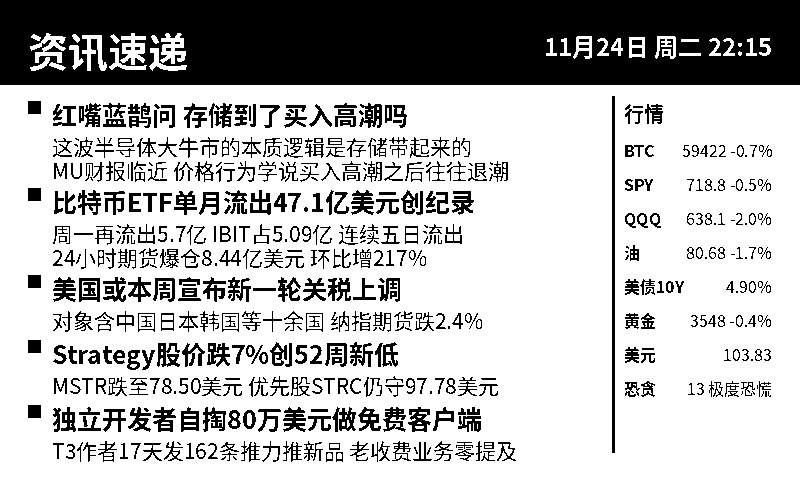 资讯速递
11月24日 周二 22:15
红嘴蓝鹊问 存储到了买入高潮吗
这波半导体大牛市的本质逻辑是存储带起来的
MU财报临近 价格行为学说买入高潮之后往往退潮
比特币ETF单月流出47.1亿美元创纪录
周一再流出5.7亿 IBIT占5.09亿 连续五日流出
24小时期货爆仓8.44亿美元 环比增217%
美国或本周宣布新一轮关税上调
对象含中国日本韩国等十余国 纳指期货跌2.4%
Strategy股价跌7%创52周新低
MSTR跌至78.50美元 优先股STRC仍守97.78美元
独立开发者自掏80万美元做免费客户端
T3作者17天发162条推力推新品 老收费业务零提及
行情
BTC 59422 -0.7%
SPY 718.8 -0.5%
QQQ 638.1 -2.0%
油 80.68 -1.7%
美债10Y 4.90%
黄金 3548 -0.4%
美元 103.83
恐贪 13 极度恐慌